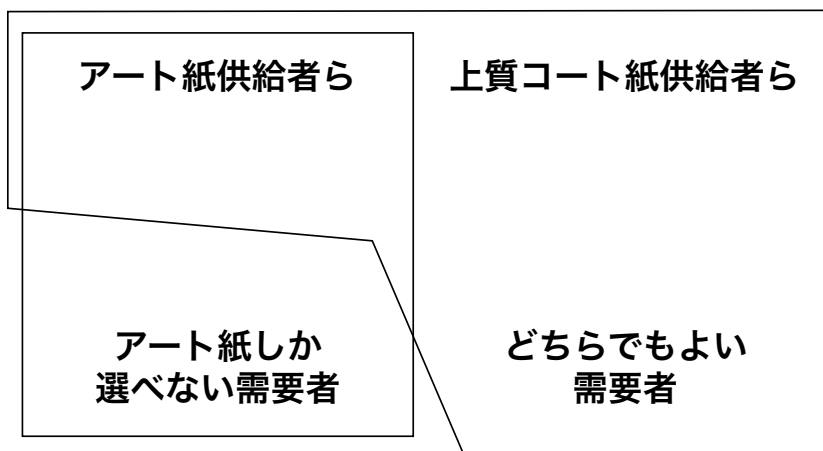 アート紙供給者ら
上質コート紙供給者ら
アート紙しか
選べない需要者
どちらでもよい
需要者